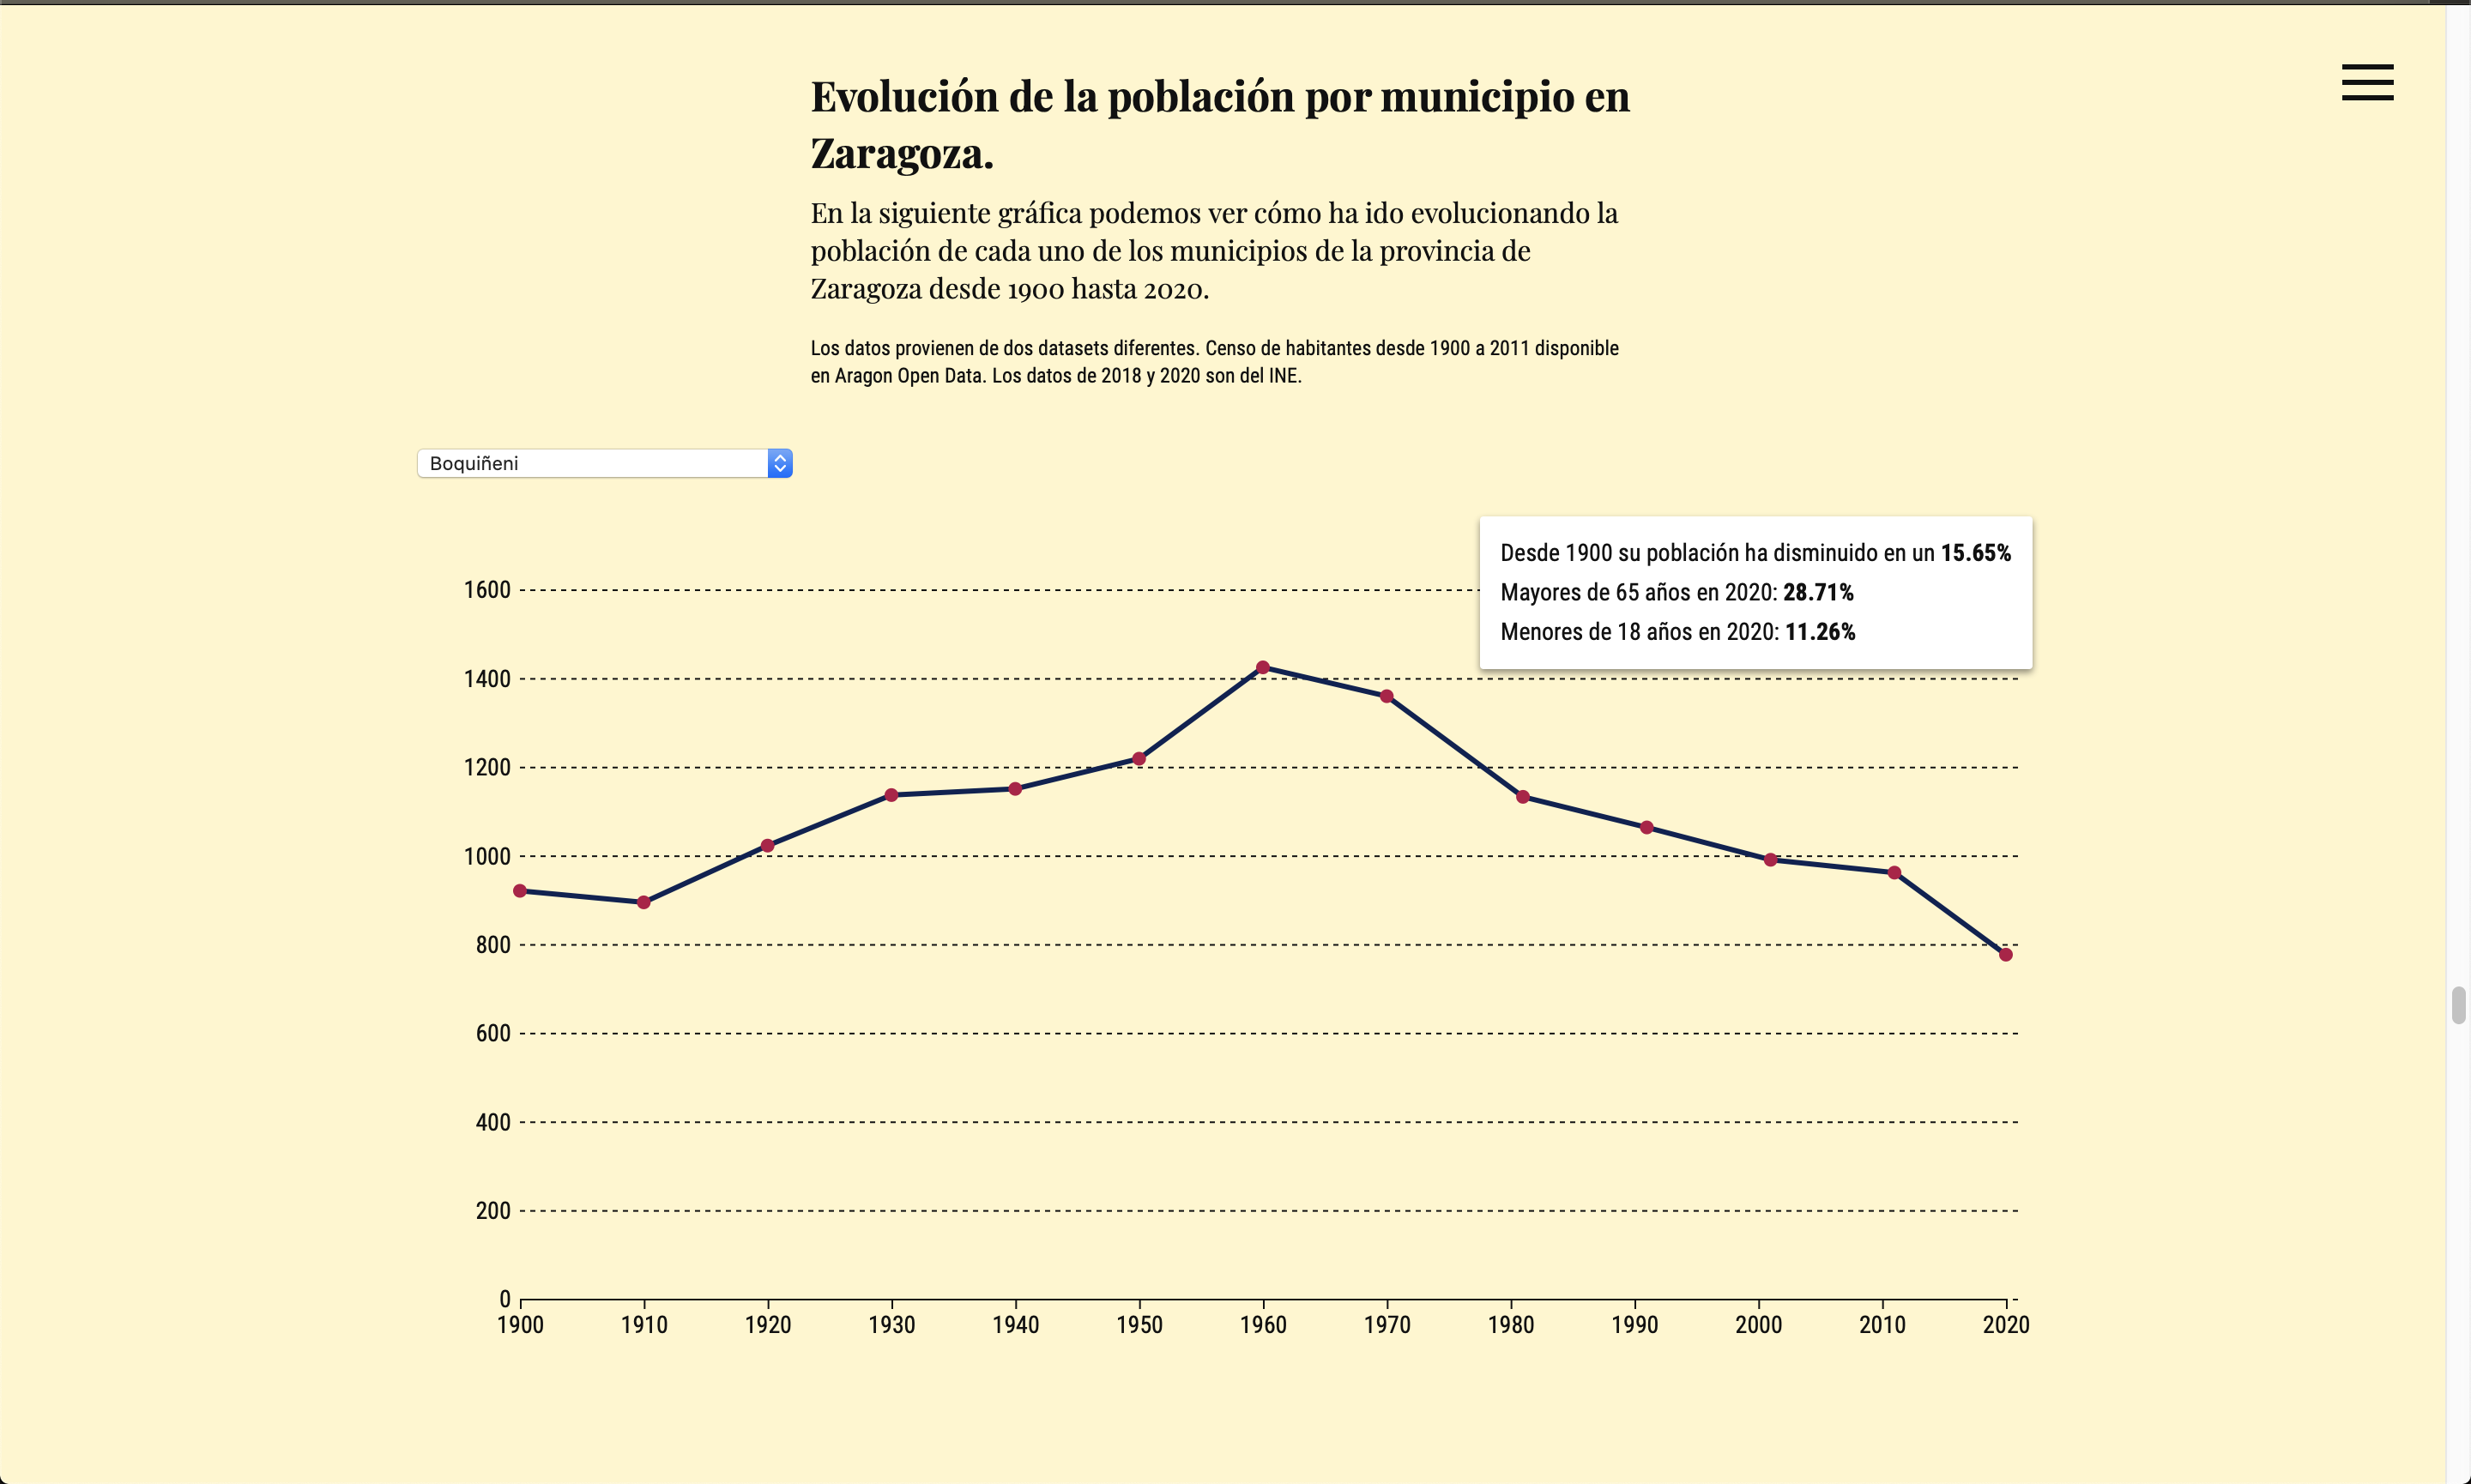 Evolución de la población por municipio en
Zaragoza.
En la siguiente gráfica podemos ver cómo ha ido evolucionando la
población de cada uno de los municipios de la provincia de
Zaragoza desde 1900 hasta 2020.
Los datos provienen de dos datasets diferentes. Censo de habitantes desde 1900 a 2011 disponible
en Aragon Open Data. Los datos de 2018 y 2020 son del INE.
Boquiñeni
Desde 1900 su población ha disminuido en un 15.65%
Mayores de 65 años en 2020: 28.71%
Menores de 18 años en 2020: 11.26%
1600
1400
1200
1000
800
600
400
200
0
1900 1910 1920 1930 1940 1950 1960 1970 1980 1990 2000 2010 2020